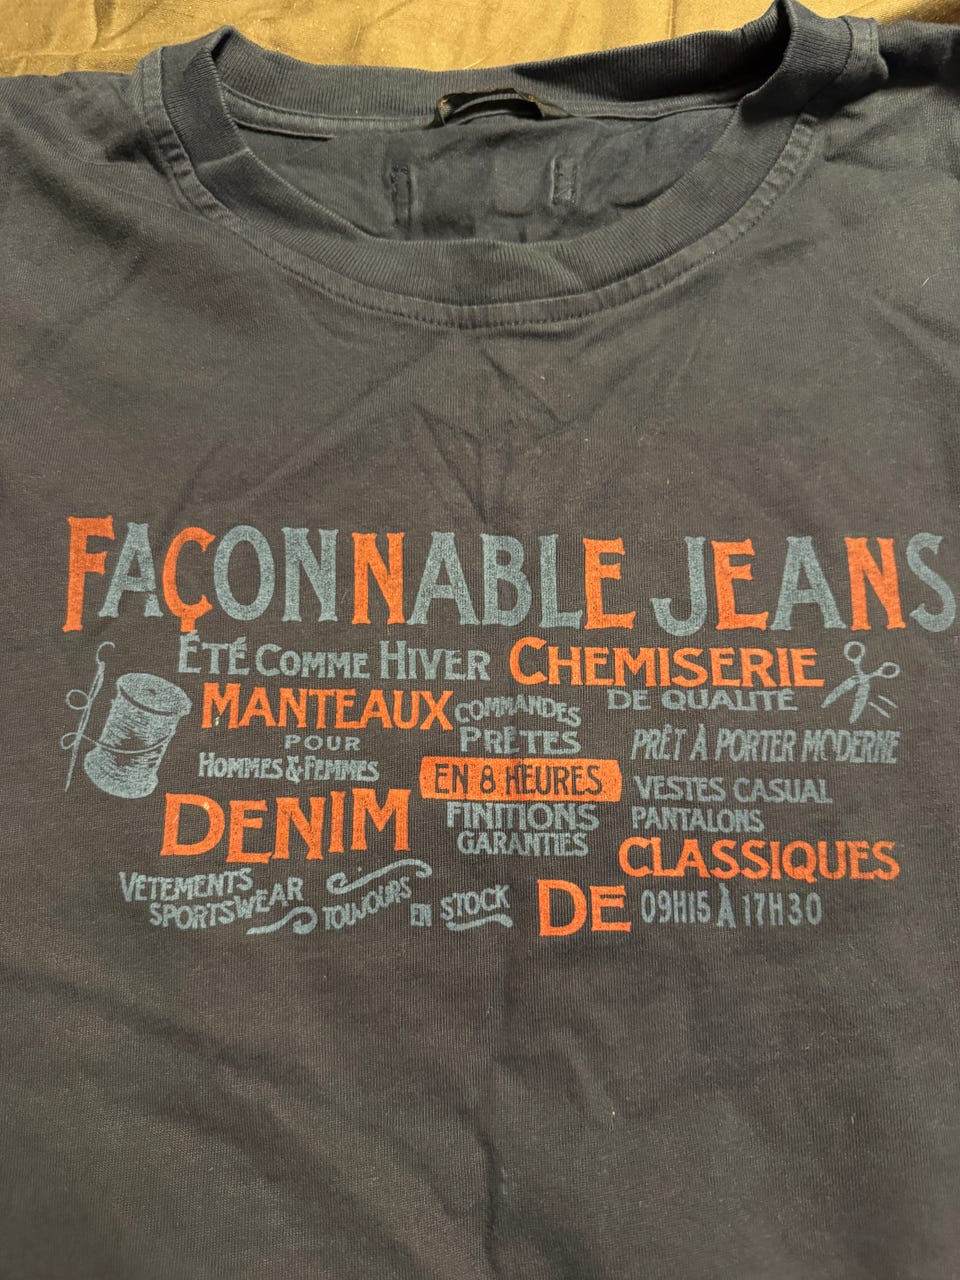 FAÇONNABLE JEANS
ÉTÉ COMME HIVER
CHEMISERIE
DE QUALITÉ
MANTEAUX
POUR
HOMMES & FEMMES
COMMANDES
PRÊTES
EN 8 HEURES
FINITIONS
GARANTIES
PRÊT À PORTER MODERNE
VESTES CASUAL
PANTALONS
DENIM
CLASSIQUES
VÊTEMENTS
SPORTSWEAR
TOUJOURS
EN STOCK
DE 09H15 À 17H30